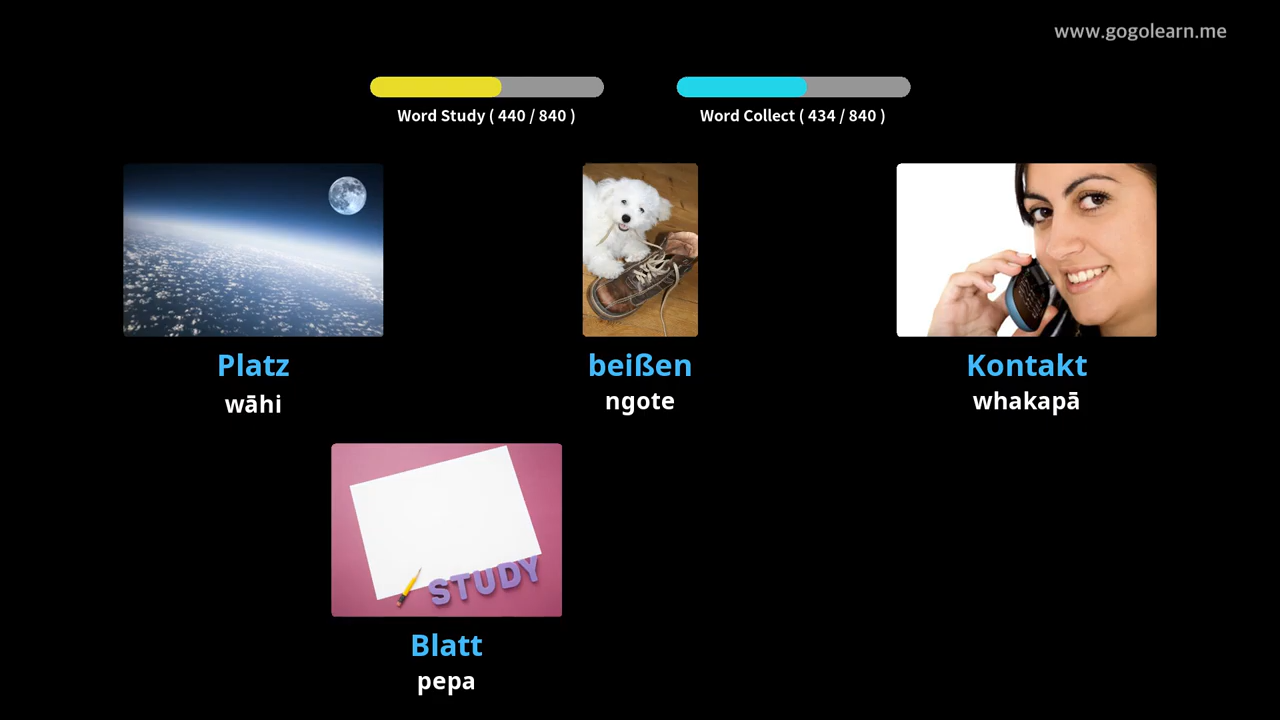 www.gogolearn.me
Word Study ( 440 / 840 )
Word Collect ( 434 / 840 )
Platz
wāhi
beißen
ngote
Kontakt
whakapā
STUDY
Blatt
pepa